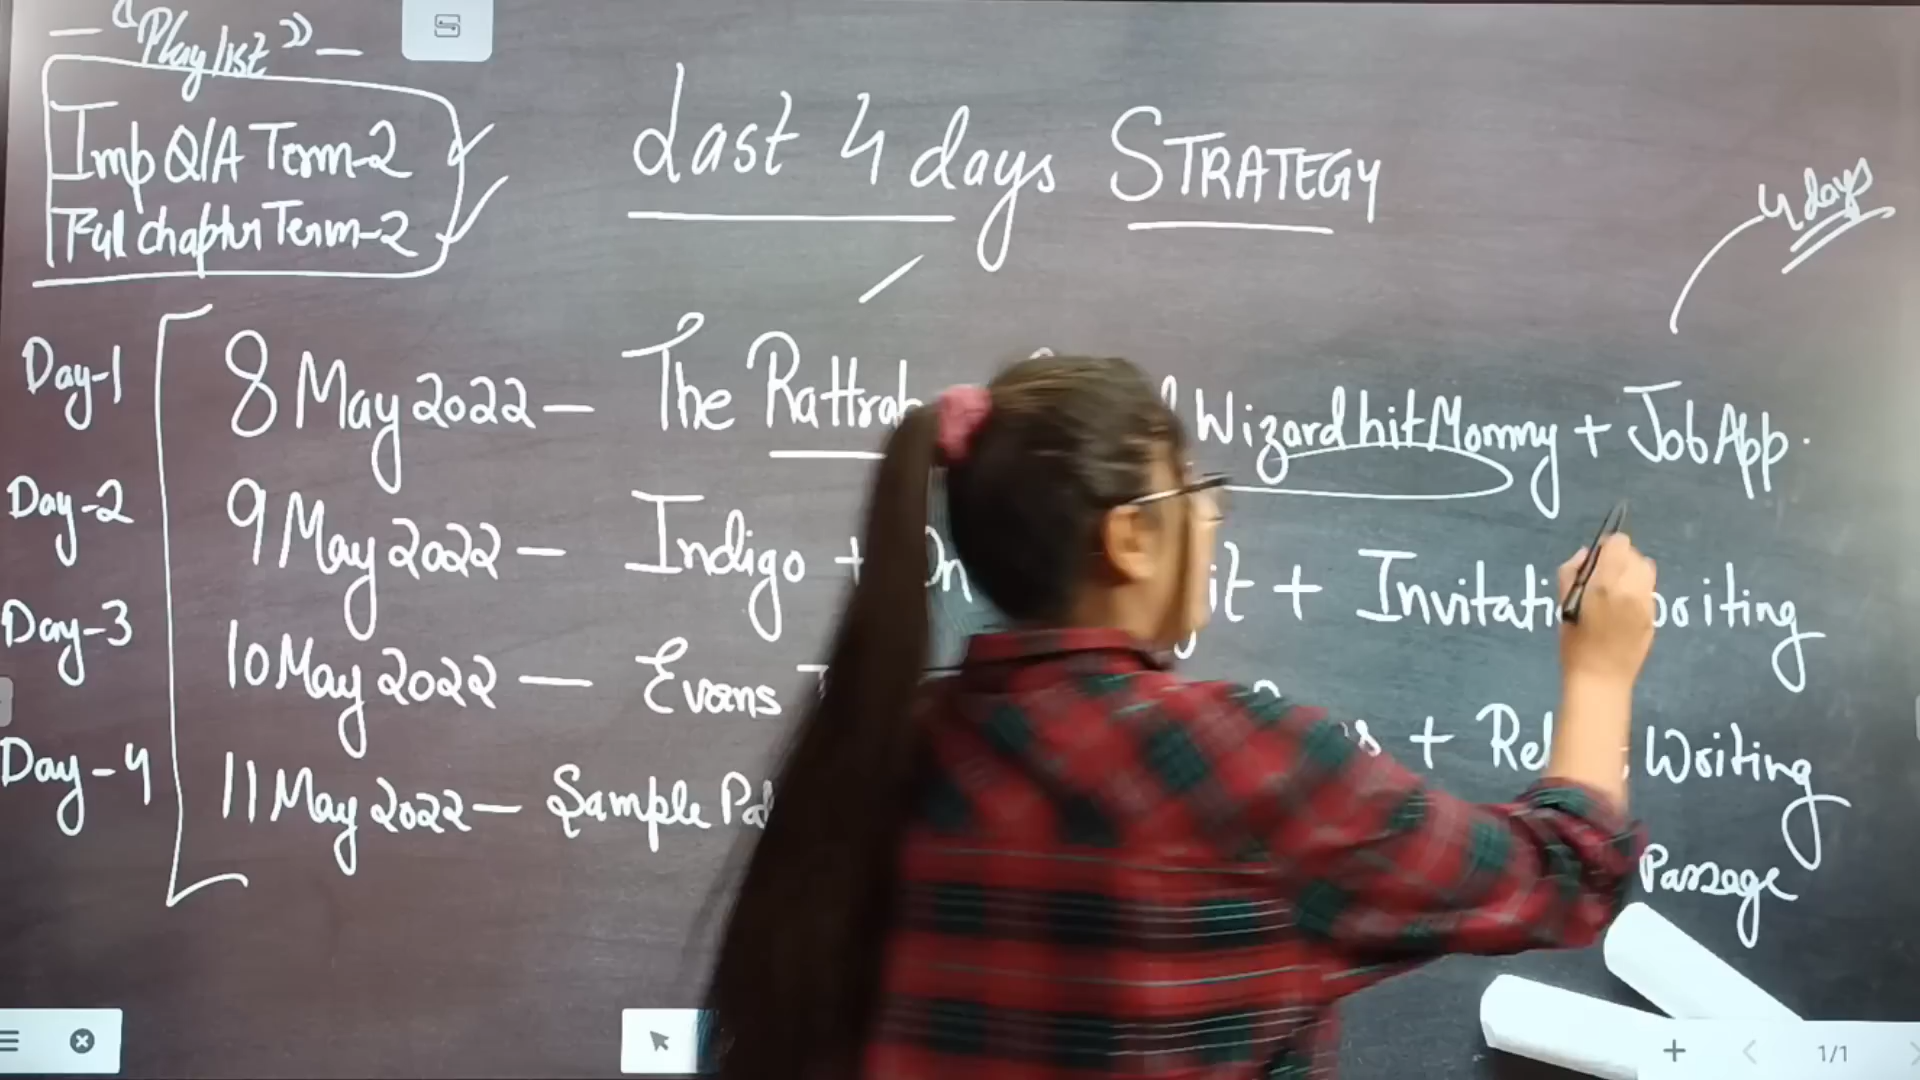 "Playlist"
Imp Q/A Term-2
Full chapter Term-2
Last 4 days STRATEGY
4 days
Day-1 8 May 2022 — The Rattrap Wizard hit Mommy + Job App.
Day-2 9 May 2022 — Indigo + On it + Invitation writing
Day-3 10 May 2022 — Evans + Writing
Day-4 11 May 2022 — Sample Passage
1/1